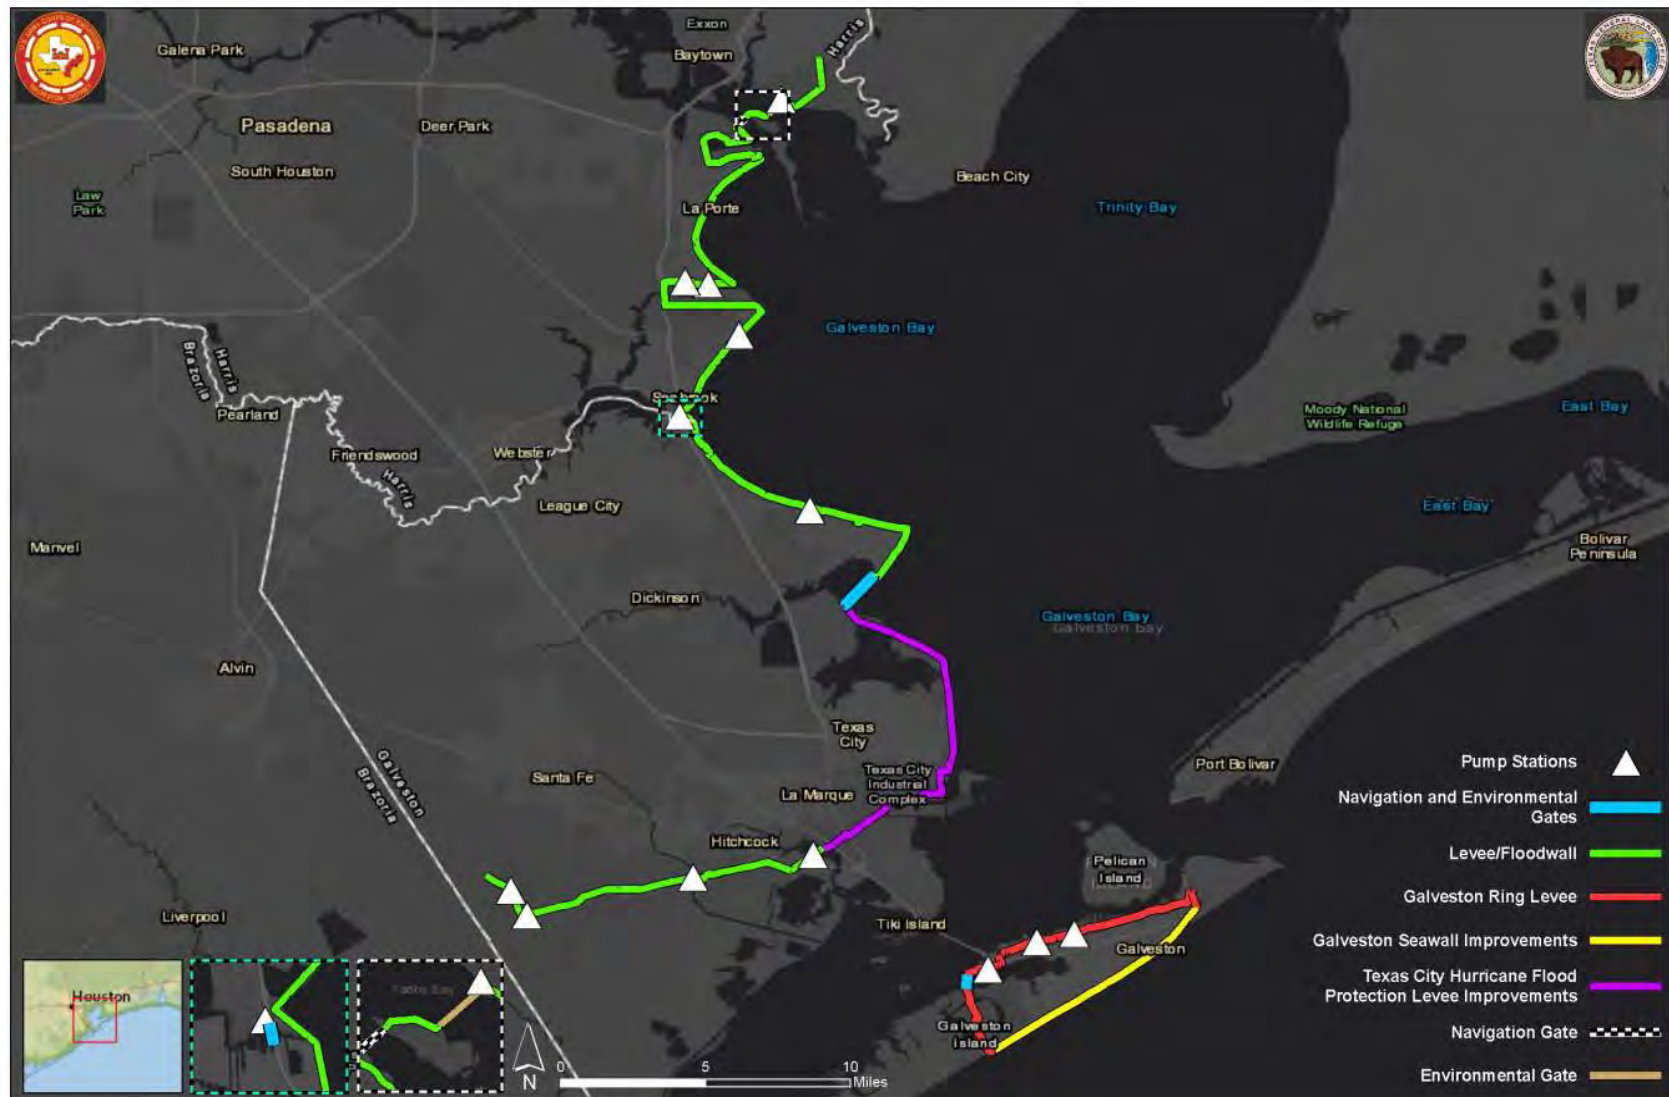 Exxon
Galena Park
Baytown
Harris
TEXAS GENERAL LAND OFFICE
Pasadena
Deer Park
South Houston
Beach City
Law
Park
La Porte
Trinity Bay
Galveston Bay
Harris
Brazoria
Seabrook
Moody National
Wildlife Refuge
East Bay
Pearland
Friendswood
Webster
Harris
League City
East Bay
Manvel
Bolivar
Peninsula
Dickinson
Galveston Bay
Galveston Bay
Alvin
Texas
City
Galveston
Brazoria
Santa Fe
Texas City
Industrial
Complex
La Marque
Port Bolivar
Hitchcock
Pelican
Island
Liverpool
Tiki Island
Galveston
Galveston
Island
Houston
N
0 5 10
Miles
Pump Stations
Navigation and Environmental
Gates
Levee/Floodwall
Galveston Ring Levee
Galveston Seawall Improvements
Texas City Hurricane Flood
Protection Levee Improvements
Navigation Gate
Environmental Gate